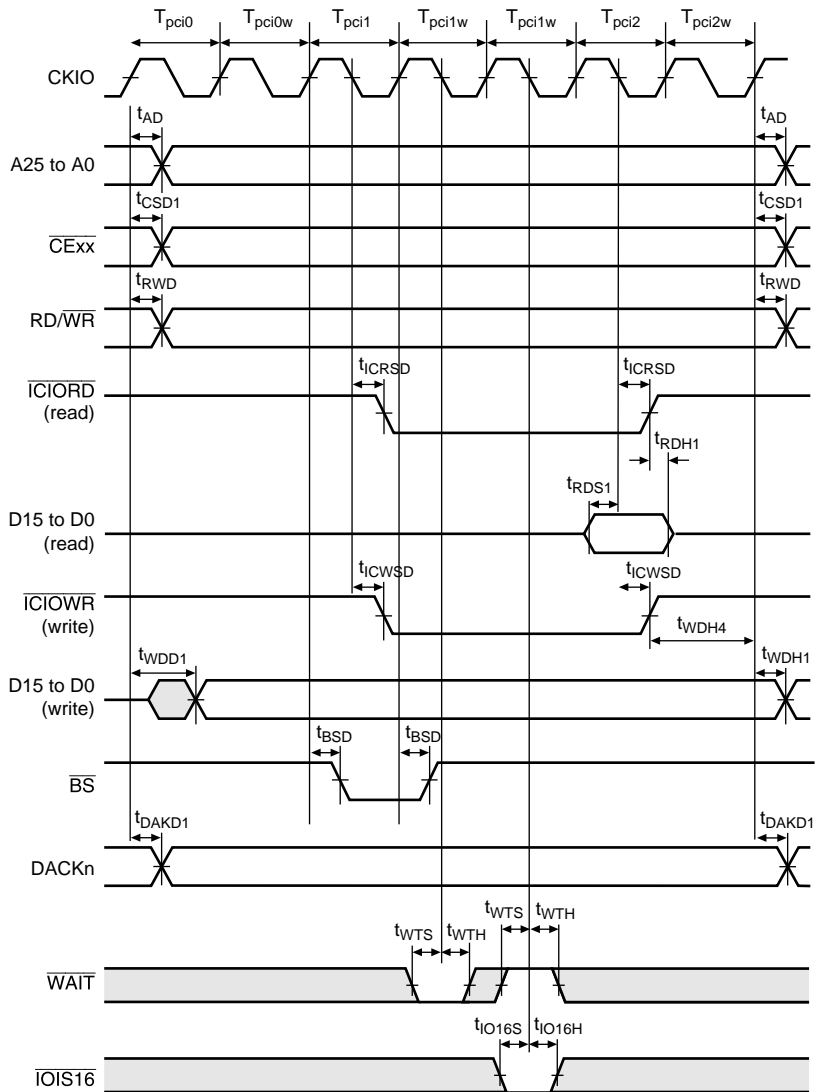 Tpci0 Tpci0w Tpci1 Tpci1w Tpci1w Tpci2 Tpci2w
CKIO
tAD tAD
A25 to A0
tCSD1 tCSD1
CExx
tRWD tRWD
RD/WR
tICRSD tICRSD
ICIORD
(read)
tRDH1
tRDS1
D15 to D0
(read)
tICWSD tICWSD
ICIOWR
(write)
tWDH4
tWDD1 tWDH1
D15 to D0
(write)
tBSD tBSD
BS
tDAKD1 tDAKD1
DACKn
tWTS tWTH
tWTS tWTH
WAIT
tIO16S tIO16H
IOIS16